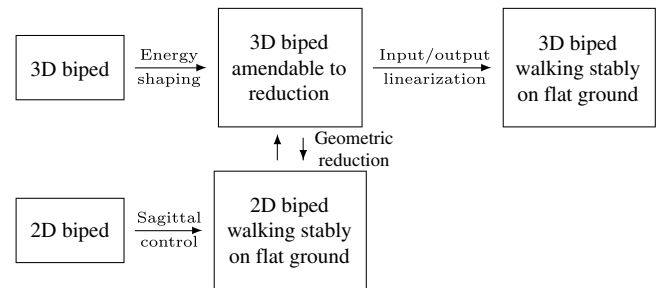 3D biped
Energy
shaping
3D biped
amendable to
reduction
Input/output
linearization
3D biped
walking stably
on flat ground
Geometric
reduction
2D biped
Sagittal
control
2D biped
walking stably
on flat ground